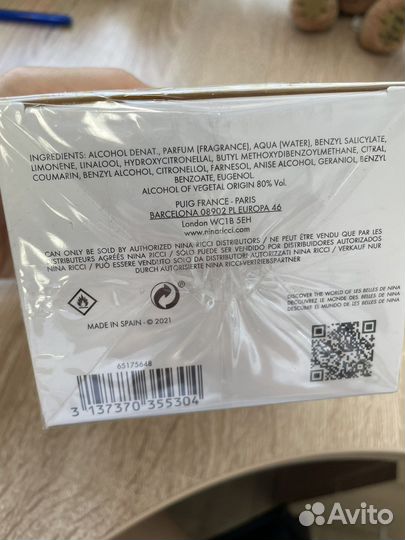 INGREDIENTS: ALCOHOL DENAT., PARFUM (FRAGRANCE), AQUA (WATER), BENZYL SALICYLATE,
LIMONENE, LINALOOL, HYDROXYCITRONELLAL, BUTYL METHOXYDIBENZOYLMETHANE, CITRAL,
COUMARIN, BENZYL ALCOHOL, CITRONELLOL, FARNESOL, ANISE ALCOHOL, GERANIOL, BENZYL
BENZOATE, EUGENOL
ALCOHOL OF VEGETAL ORIGIN 80% Vol.
PUIG FRANCE - PARIS
BARCELONA 08902 PL EUROPA 46
London WC1B 5EH
www.ninaricci.com
CAN ONLY BE SOLD BY AUTHORIZED NINA RICCI DISTRIBUTORS / NE PEUT ÊTRE VENDU QUE PAR LES
DISTRIBUTEURS AGRÉÉS NINA RICCI / SÓLO PUEDE SER VENDIDO POR DISTRIBUIDORES AUTORIZADOS
NINA RICCI / PUÒ ESSERE VENDUTO SOLO DA DISTRIBUTORI AUTORIZZATI NINA RICCI / VERKAUF NUR
DURCH AUTORISIERTE NINA RICCI-VERTRIEBSPARTNER
DISCOVER THE WORLD OF LES BELLES DE NINA
DÉCOUVREZ LE MONDE DES BELLES DE NINA
DESCUBRE EL MUNDO DE LES BELLES DE NINA
MADE IN SPAIN - © 2021
65175648
3 137370 355304
Avito